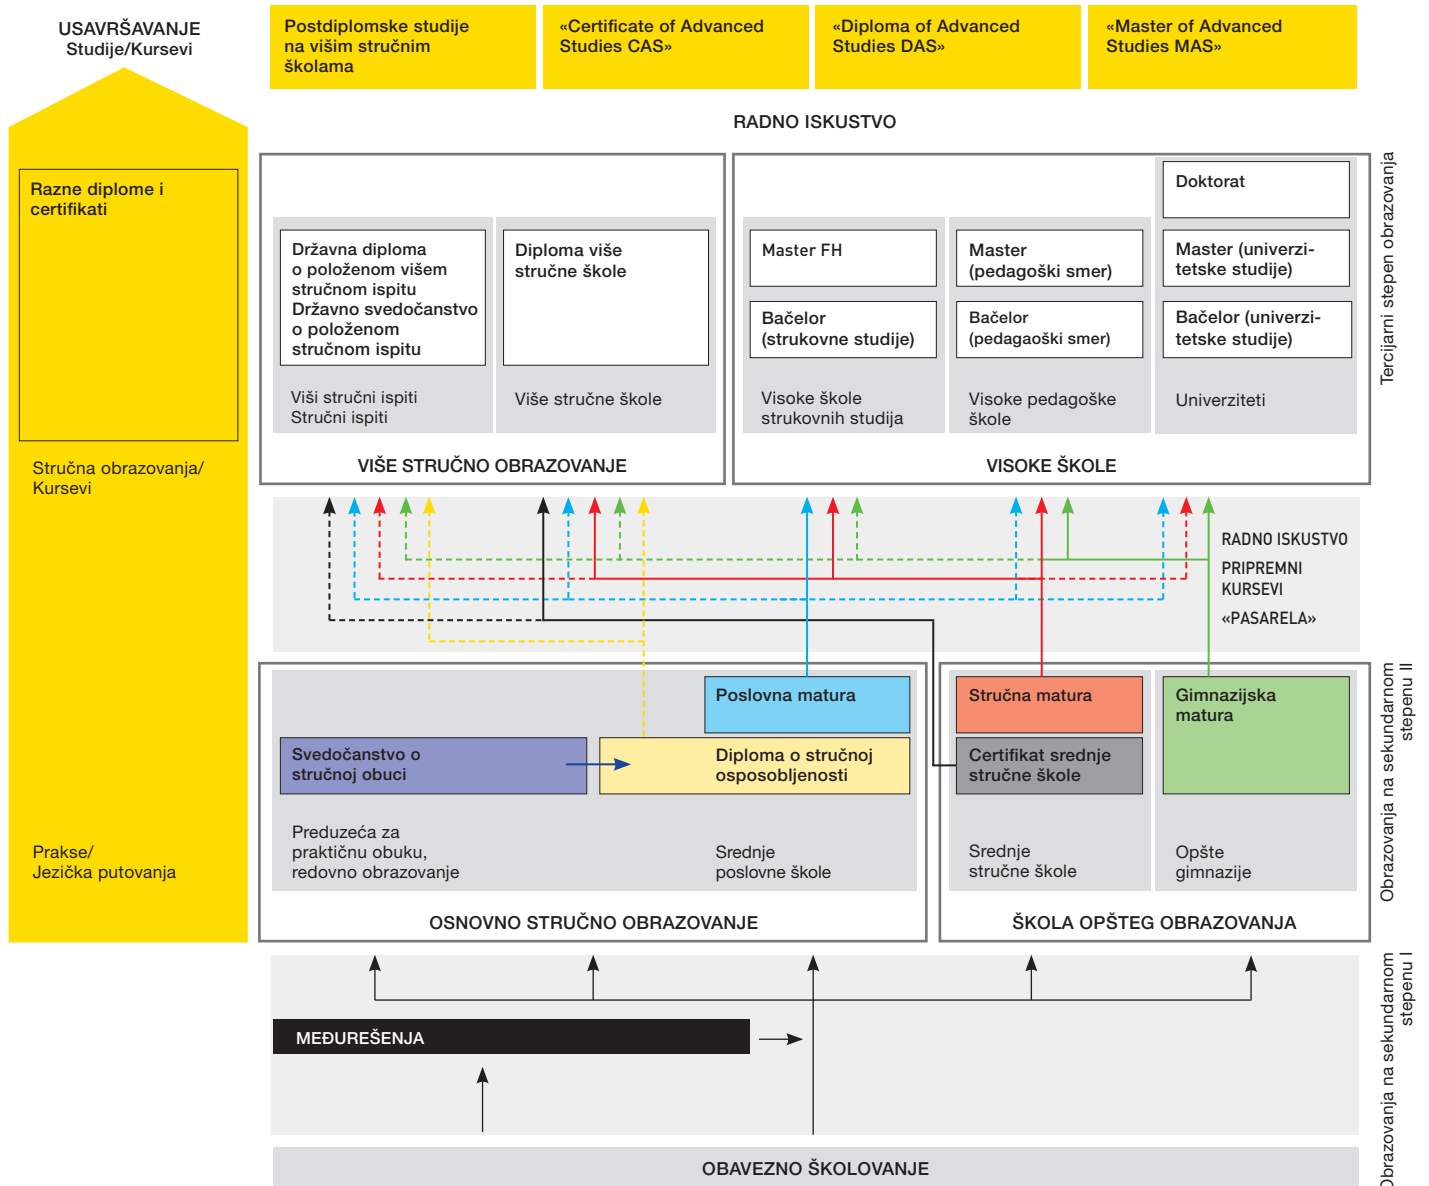 USAVRŠAVANJE
Studije/Kursevi
Postdiplomske studije
na višim stručnim
školama
«Certificate of Advanced
Studies CAS»
«Diploma of Advanced
Studies DAS»
«Master of Advanced
Studies MAS»
RADNO ISKUSTVO
Razne diplome i
certifikati
Državna diploma
o položenom višem
stručnom ispitu
Državno svedočanstvo
o položenom
stručnom ispitu
Diploma više
stručne škole
Master FH
Master
(pedagoški smer)
Doktorat
Master (univerzi-
tetske studije)
Bačelor
(strukovne studije)
Bačelor
(pedagaoški smer)
Bačelor (univerzi-
tetske studije)
Viši stručni ispiti
Stručni ispiti
Više stručne škole
Visoke škole
strukovnih studija
Visoke pedagoške
škole
Univerziteti
VIŠE STRUČNO OBRAZOVANJE
VISOKE ŠKOLE
Tercijarni stepen obrazovanja
Stručna obrazovanja/
Kursevi
RADNO ISKUSTVO
PRIPREMNI
KURSEVI
«PASARELA»
Poslovna matura
Stručna matura
Gimnazijska
matura
Svedočanstvo o
stručnoj obuci
Diploma o stručnoj
osposobljenosti
Certifikat srednje
stručne škole
Preduzeća za
praktičnu obuku,
redovno obrazovanje
Srednje
poslovne škole
Srednje
stručne škole
Opšte
gimnazije
Prakse/
Jezička putovanja
OSNOVNO STRUČNO OBRAZOVANJE
ŠKOLA OPŠTEG OBRAZOVANJA
Obrazovanja na sekundarnom
stepenu II
MEĐUREŠENJA
Obrazovanja na sekundarnom
stepenu I
OBAVEZNO ŠKOLOVANJE